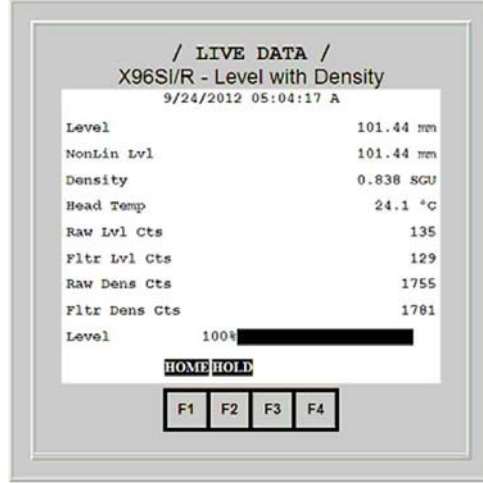 / LIVE DATA /
X96SI/R - Level with Density
9/24/2012 05:04:17 A
Level 101.44 mm
NonLin Lvl 101.44 mm
Density 0.838 SGU
Head Temp 24.1 °C
Raw Lvl Cts 135
Fltr Lvl Cts 129
Raw Dens Cts 1755
Fltr Dens Cts 1781
Level 100%
HOME HOLD
F1 F2 F3 F4